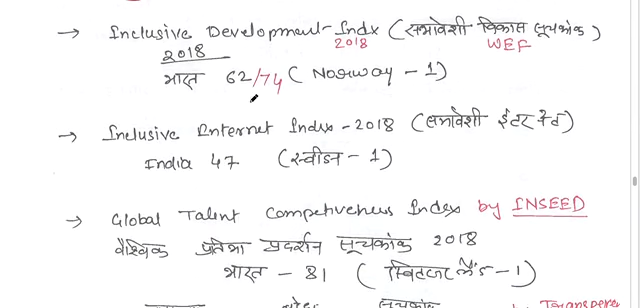 → Inclusive Development-Indx (समावेशी विकास सूचकांक)
2018 2018 WEF
भारत 62/74 (Norway - 1)
→ Inclusive Internet Index - 2018 (समावेशी इंटरनेट)
India 47 (स्वीडन - 1)
→ Global Talent Competiveness Index by INSEED
वैश्विक प्रतिभा प्रदर्शन सूचकांक 2018
भारत - 81 (स्विटजरलैंड - 1)